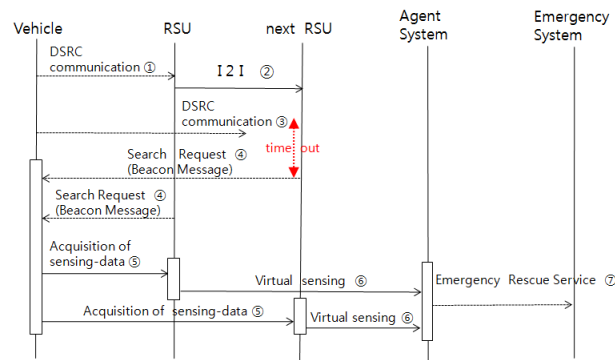 Vehicle
RSU
next RSU
Agent
System
Emergency
System
DSRC
communication ①
I 2 I ②
DSRC
communication ③
time out
Search Request ④
(Beacon Message)
Search Request ④
(Beacon Message)
Acquisition of
sensing-data ⑤
Virtual sensing ⑥
Emergency Rescue Service ⑦
Acquisition of sensing-data ⑤
Virtual sensing ⑥